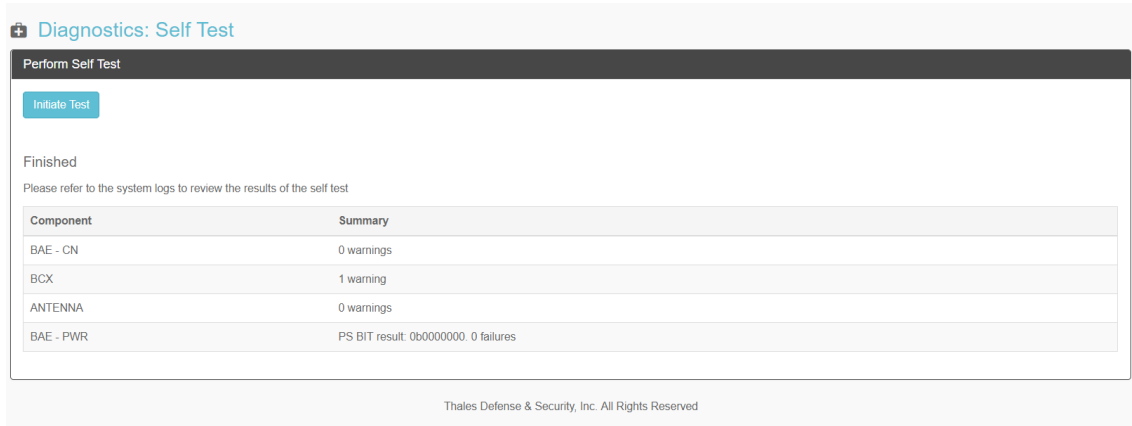 Diagnostics: Self Test
Perform Self Test
Initiate Test
Finished
Please refer to the system logs to review the results of the self test
Component Summary
BAE - CN 0 warnings
BCX 1 warning
ANTENNA 0 warnings
BAE - PWR PS BIT result: 0b0000000. 0 failures
Thales Defense & Security, Inc. All Rights Reserved